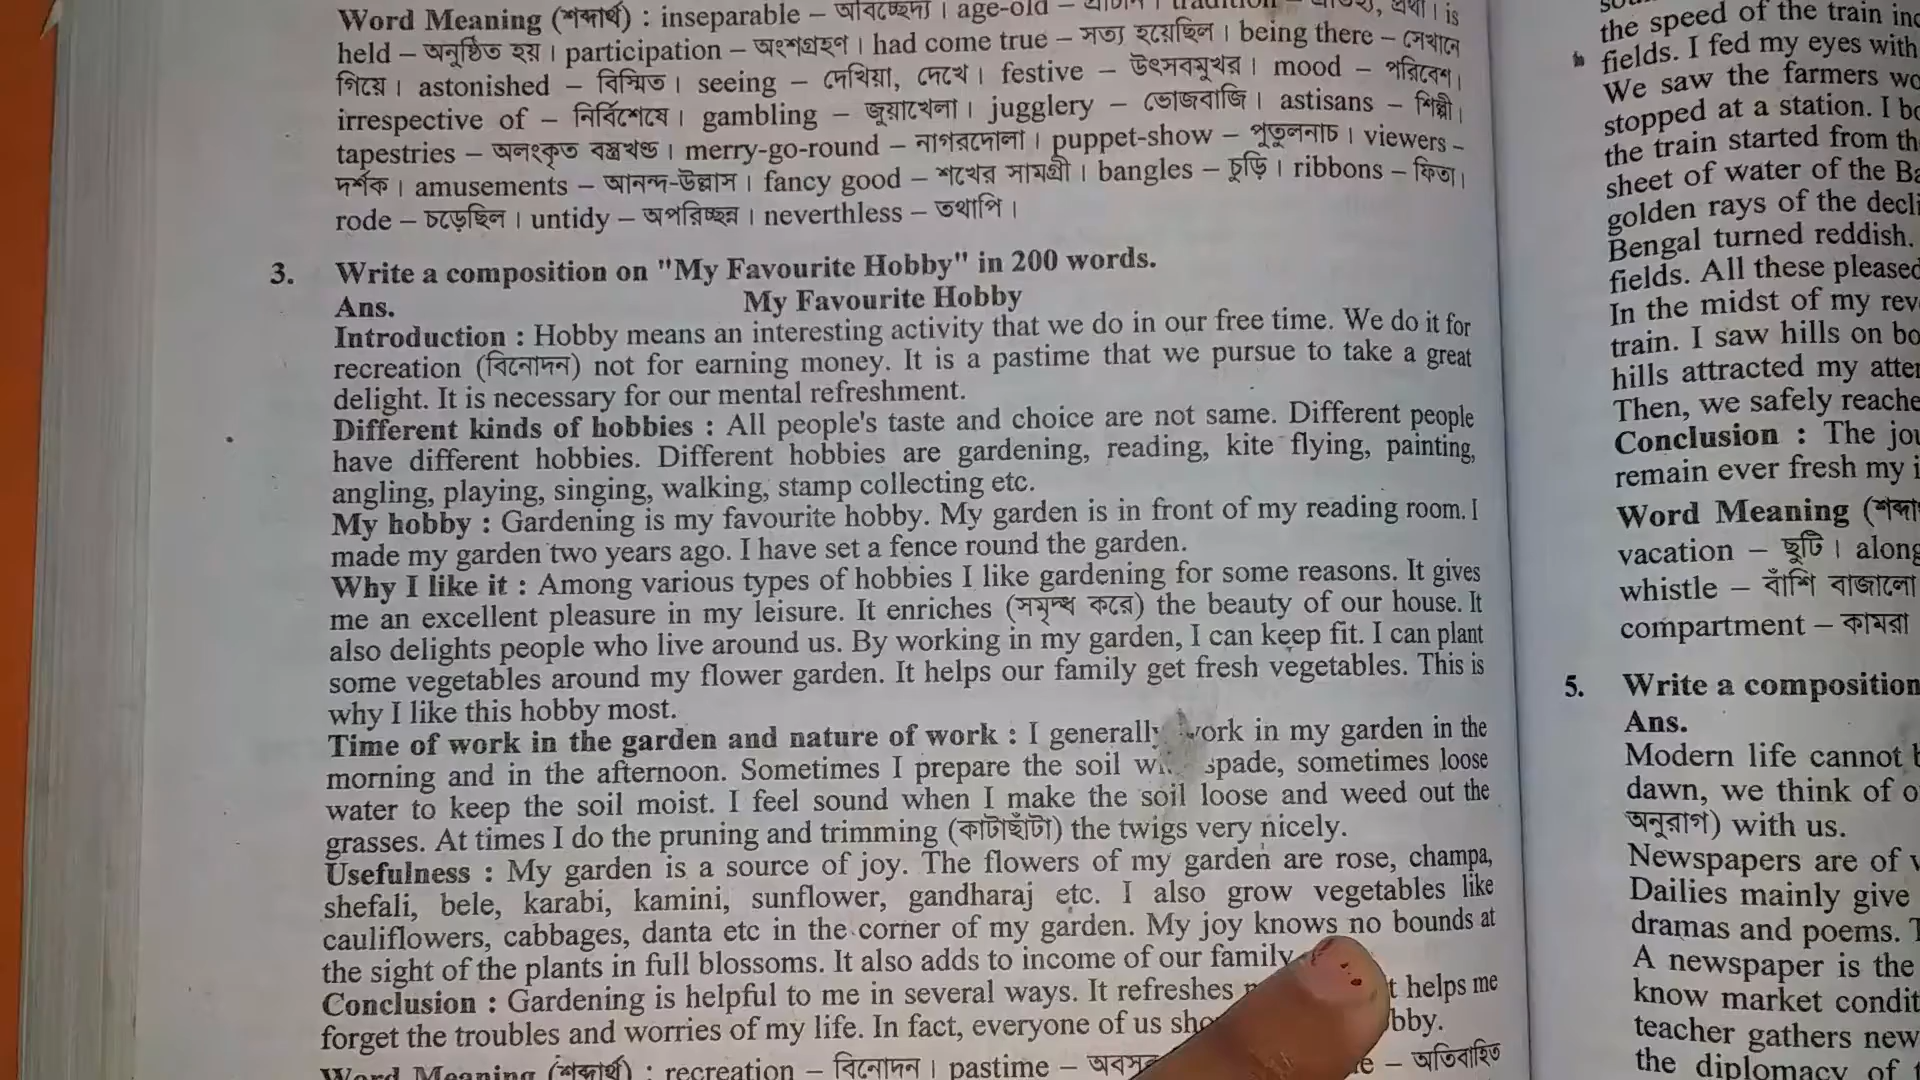 Word Meaning (শব্দার্থ) : inseparable – অবিচ্ছেদ্য। age-old – প্রাচীন। tradition – ঐতিহ্য, প্রথা। is
held – অনুষ্ঠিত হয়। participation – অংশগ্রহণ। had come true – সত্য হয়েছিল। being there – সেখানে
গিয়ে। astonished – বিস্মিত। seeing – দেখিয়া, দেখে। festive – উৎসবমুখর। mood – পরিবেশ।
irrespective of – নির্বিশেষে। gambling – জুয়াখেলা। jugglery – ভোজবাজি। astisans – শিল্পী।
tapestries – অলংকৃত বস্ত্রখণ্ড। merry-go-round – নাগরদোলা। puppet-show – পুতুলনাচ। viewers –
দর্শক। amusements – আনন্দ-উল্লাস। fancy good – শখের সামগ্রী। bangles – চুড়ি। ribbons – ফিতা।
rode – চড়েছিল। untidy – অপরিচ্ছন্ন। neverthless – তথাপি।
3. Write a composition on "My Favourite Hobby" in 200 words.
Ans. My Favourite Hobby
Introduction : Hobby means an interesting activity that we do in our free time. We do it for
recreation (বিনোদন) not for earning money. It is a pastime that we pursue to take a great
delight. It is necessary for our mental refreshment.
Different kinds of hobbies : All people's taste and choice are not same. Different people
have different hobbies. Different hobbies are gardening, reading, kite flying, painting,
angling, playing, singing, walking, stamp collecting etc.
My hobby : Gardening is my favourite hobby. My garden is in front of my reading room. I
made my garden two years ago. I have set a fence round the garden.
Why I like it : Among various types of hobbies I like gardening for some reasons. It gives
me an excellent pleasure in my leisure. It enriches (সমৃদ্ধ করে) the beauty of our house. It
also delights people who live around us. By working in my garden, I can keep fit. I can plant
some vegetables around my flower garden. It helps our family get fresh vegetables. This is
why I like this hobby most.
Time of work in the garden and nature of work : I generally work in my garden in the
morning and in the afternoon. Sometimes I prepare the soil spade, sometimes loose
water to keep the soil moist. I feel sound when I make the soil loose and weed out the
grasses. At times I do the pruning and trimming (কাটাছাঁটা) the twigs very nicely.
Usefulness : My garden is a source of joy. The flowers of my garden are rose, champa,
shefali, bele, karabi, kamini, sunflower, gandharaj etc. I also grow vegetables like
cauliflowers, cabbages, danta etc in the corner of my garden. My joy knows no bounds at
the sight of the plants in full blossoms. It also adds to income of our family
Conclusion : Gardening is helpful to me in several ways. It refreshes helps me
forget the troubles and worries of my life. In fact, everyone of us
Word Meaning (শব্দার্থ) : recreation – বিনোদন। pastime – – অতিবাহিত
the speed of the train
fields. I fed my eyes with
We saw the farmers
stopped at a station. I
the train started from
sheet of water of the
golden rays of the
Bengal turned reddish.
fields. All these pleased
In the midst of my
train. I saw hills on
hills attracted my
Then, we safely
Conclusion : The
remain ever fresh my
Word Meaning
vacation – ছুটি। along
whistle – বাঁশি বাজালো
compartment – কামরা
5. Write a composition
Ans.
Modern life cannot
dawn, we think of
অনুরাগ) with us.
Newspapers are of
Dailies mainly give
dramas and poems.
A newspaper is the
know market
teacher gathers
the diplomacy of